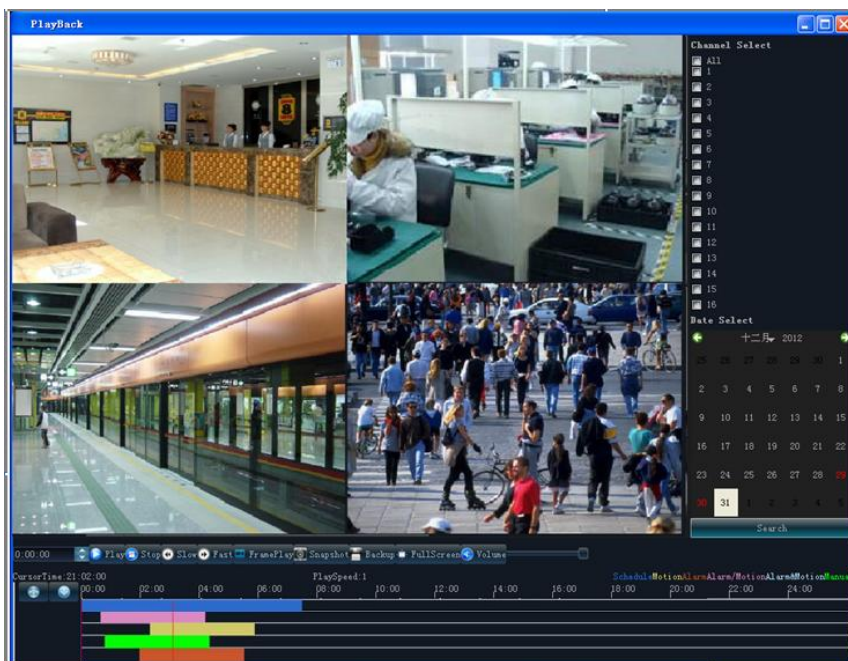 PlayBack
Channel Select
All
1
2
3
4
5
6
7
8
9
10
11
12
13
14
15
16
Date Select
十二月 2012
25 26 27 28 29 30 1
2 3 4 5 6 7 8
9 10 11 12 13 14 15
16 17 18 19 20 21 22
23 24 25 26 27 28 29
30 31 1 2 3 4 5
Search
0:00:00 Play Stop Slow Fast FramePlay Snapshot Backup FullScreen Volume
CursorTime:21:02:00 PlaySpeed:1 Schedule Motion Alarm Alarm/Motion Alarm&Motion Manua
00:00 02:00 04:00 06:00 08:00 10:00 12:00 14:00 16:00 18:00 20:00 22:00 24:00
8